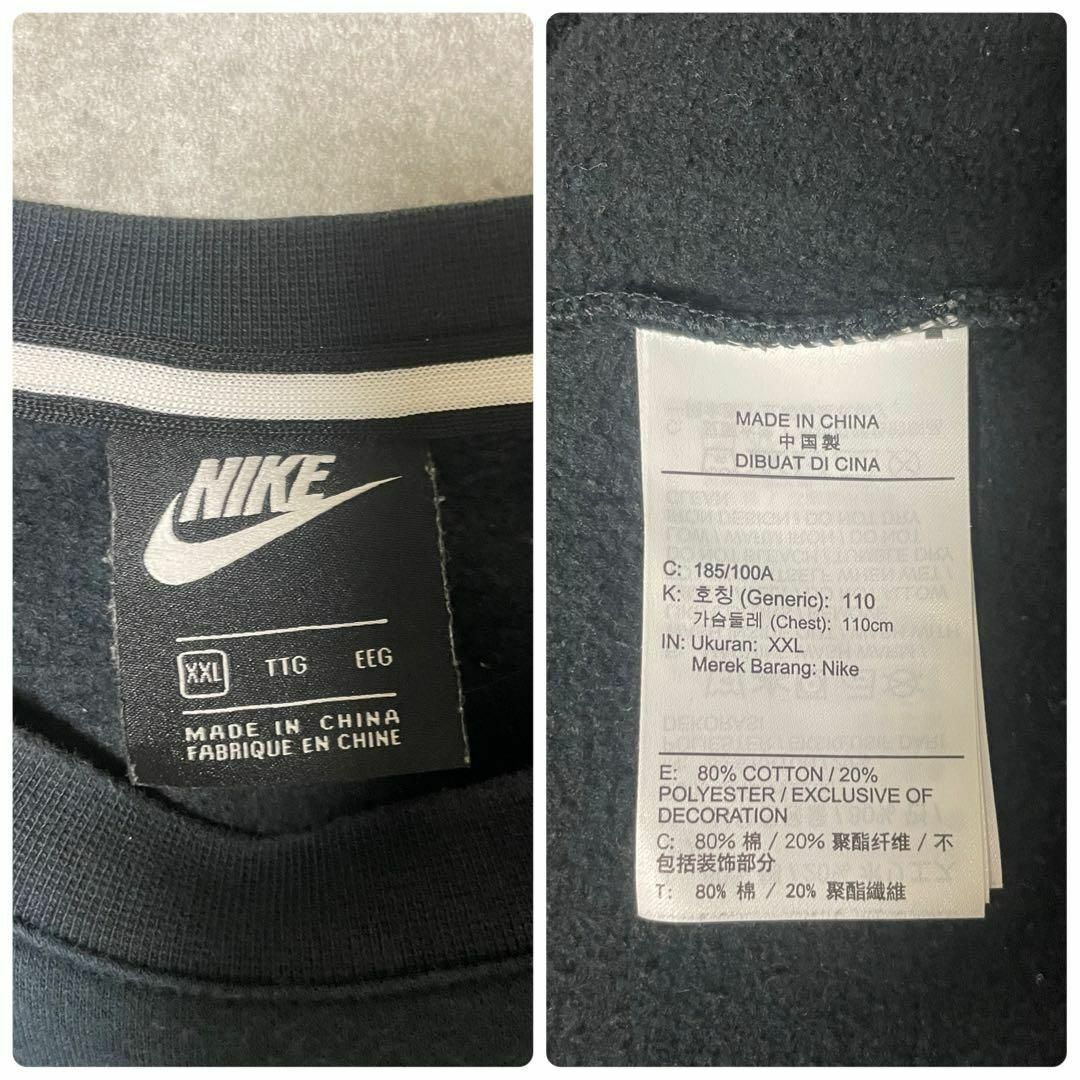 NIKE
XXL TTG EEG
MADE IN CHINA
FABRIQUE EN CHINE
MADE IN CHINA
中国製
DIBUAT DI CINA
C: 185/100A
K: 호칭 (Generic): 110
가슴둘레 (Chest): 110cm
IN: Ukuran: XXL
Merek Barang: Nike
E: 80% COTTON / 20%
POLYESTER / EXCLUSIVE OF
DECORATION
C: 80% 棉 / 20% 聚酯纤维 / 不
包括装饰部分
T: 80% 棉 / 20% 聚酯纖維